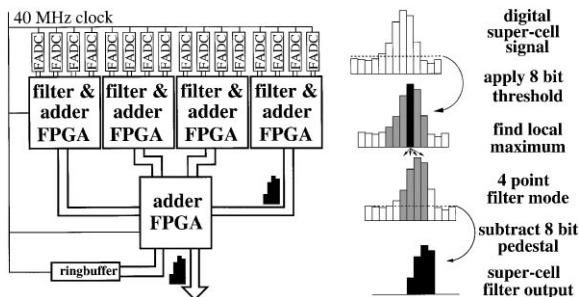 40 MHz clock
FADC FADC FADC FADC FADC FADC FADC FADC FADC FADC FADC FADC FADC FADC FADC FADC
filter &
adder
FPGA
filter &
adder
FPGA
filter &
adder
FPGA
filter &
adder
FPGA
adder
FPGA
ringbuffer
digital
super-cell
signal
apply 8 bit
threshold
find local
maximum
4 point
filter mode
subtract 8 bit
pedestal
super-cell
filter output